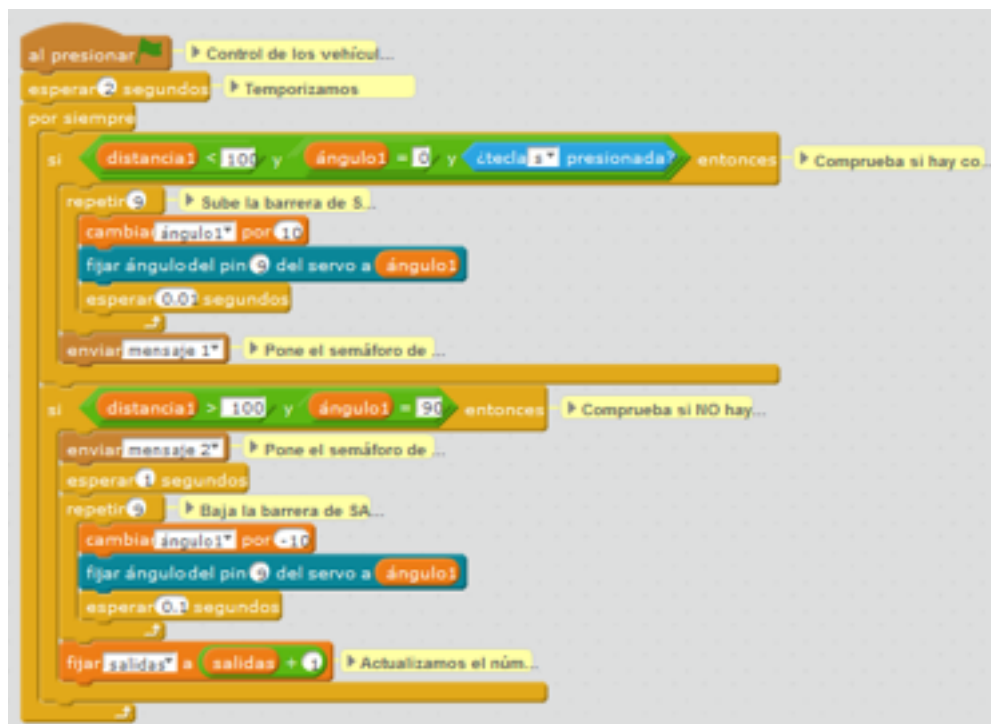 al presionar Control de los vehícul...
esperar 2 segundos Temporizamos
por siempre
si distancia1 < 100 y ángulo1 = 0 y ¿tecla s presionada? entonces Comprueba si hay co...
repetir 9 Sube la barrera de S...
cambiar ángulo1 por 10
fijar ángulo del pin 9 del servo a ángulo1
esperar segundos
enviar mensaje 1 Pone el semáforo de ...
si distancia1 > 100 y ángulo1 = 90 entonces Comprueba si NO hay...
enviar mensaje 2 Pone el semáforo de ...
esperar 1 segundos
repetir 9 Baja la barrera de SA...
cambiar ángulo1 por -10
fijar ángulo del pin 9 del servo a ángulo1
esperar 0.1 segundos
fijar salidas a salidas + 1 Actualizamos el núm...